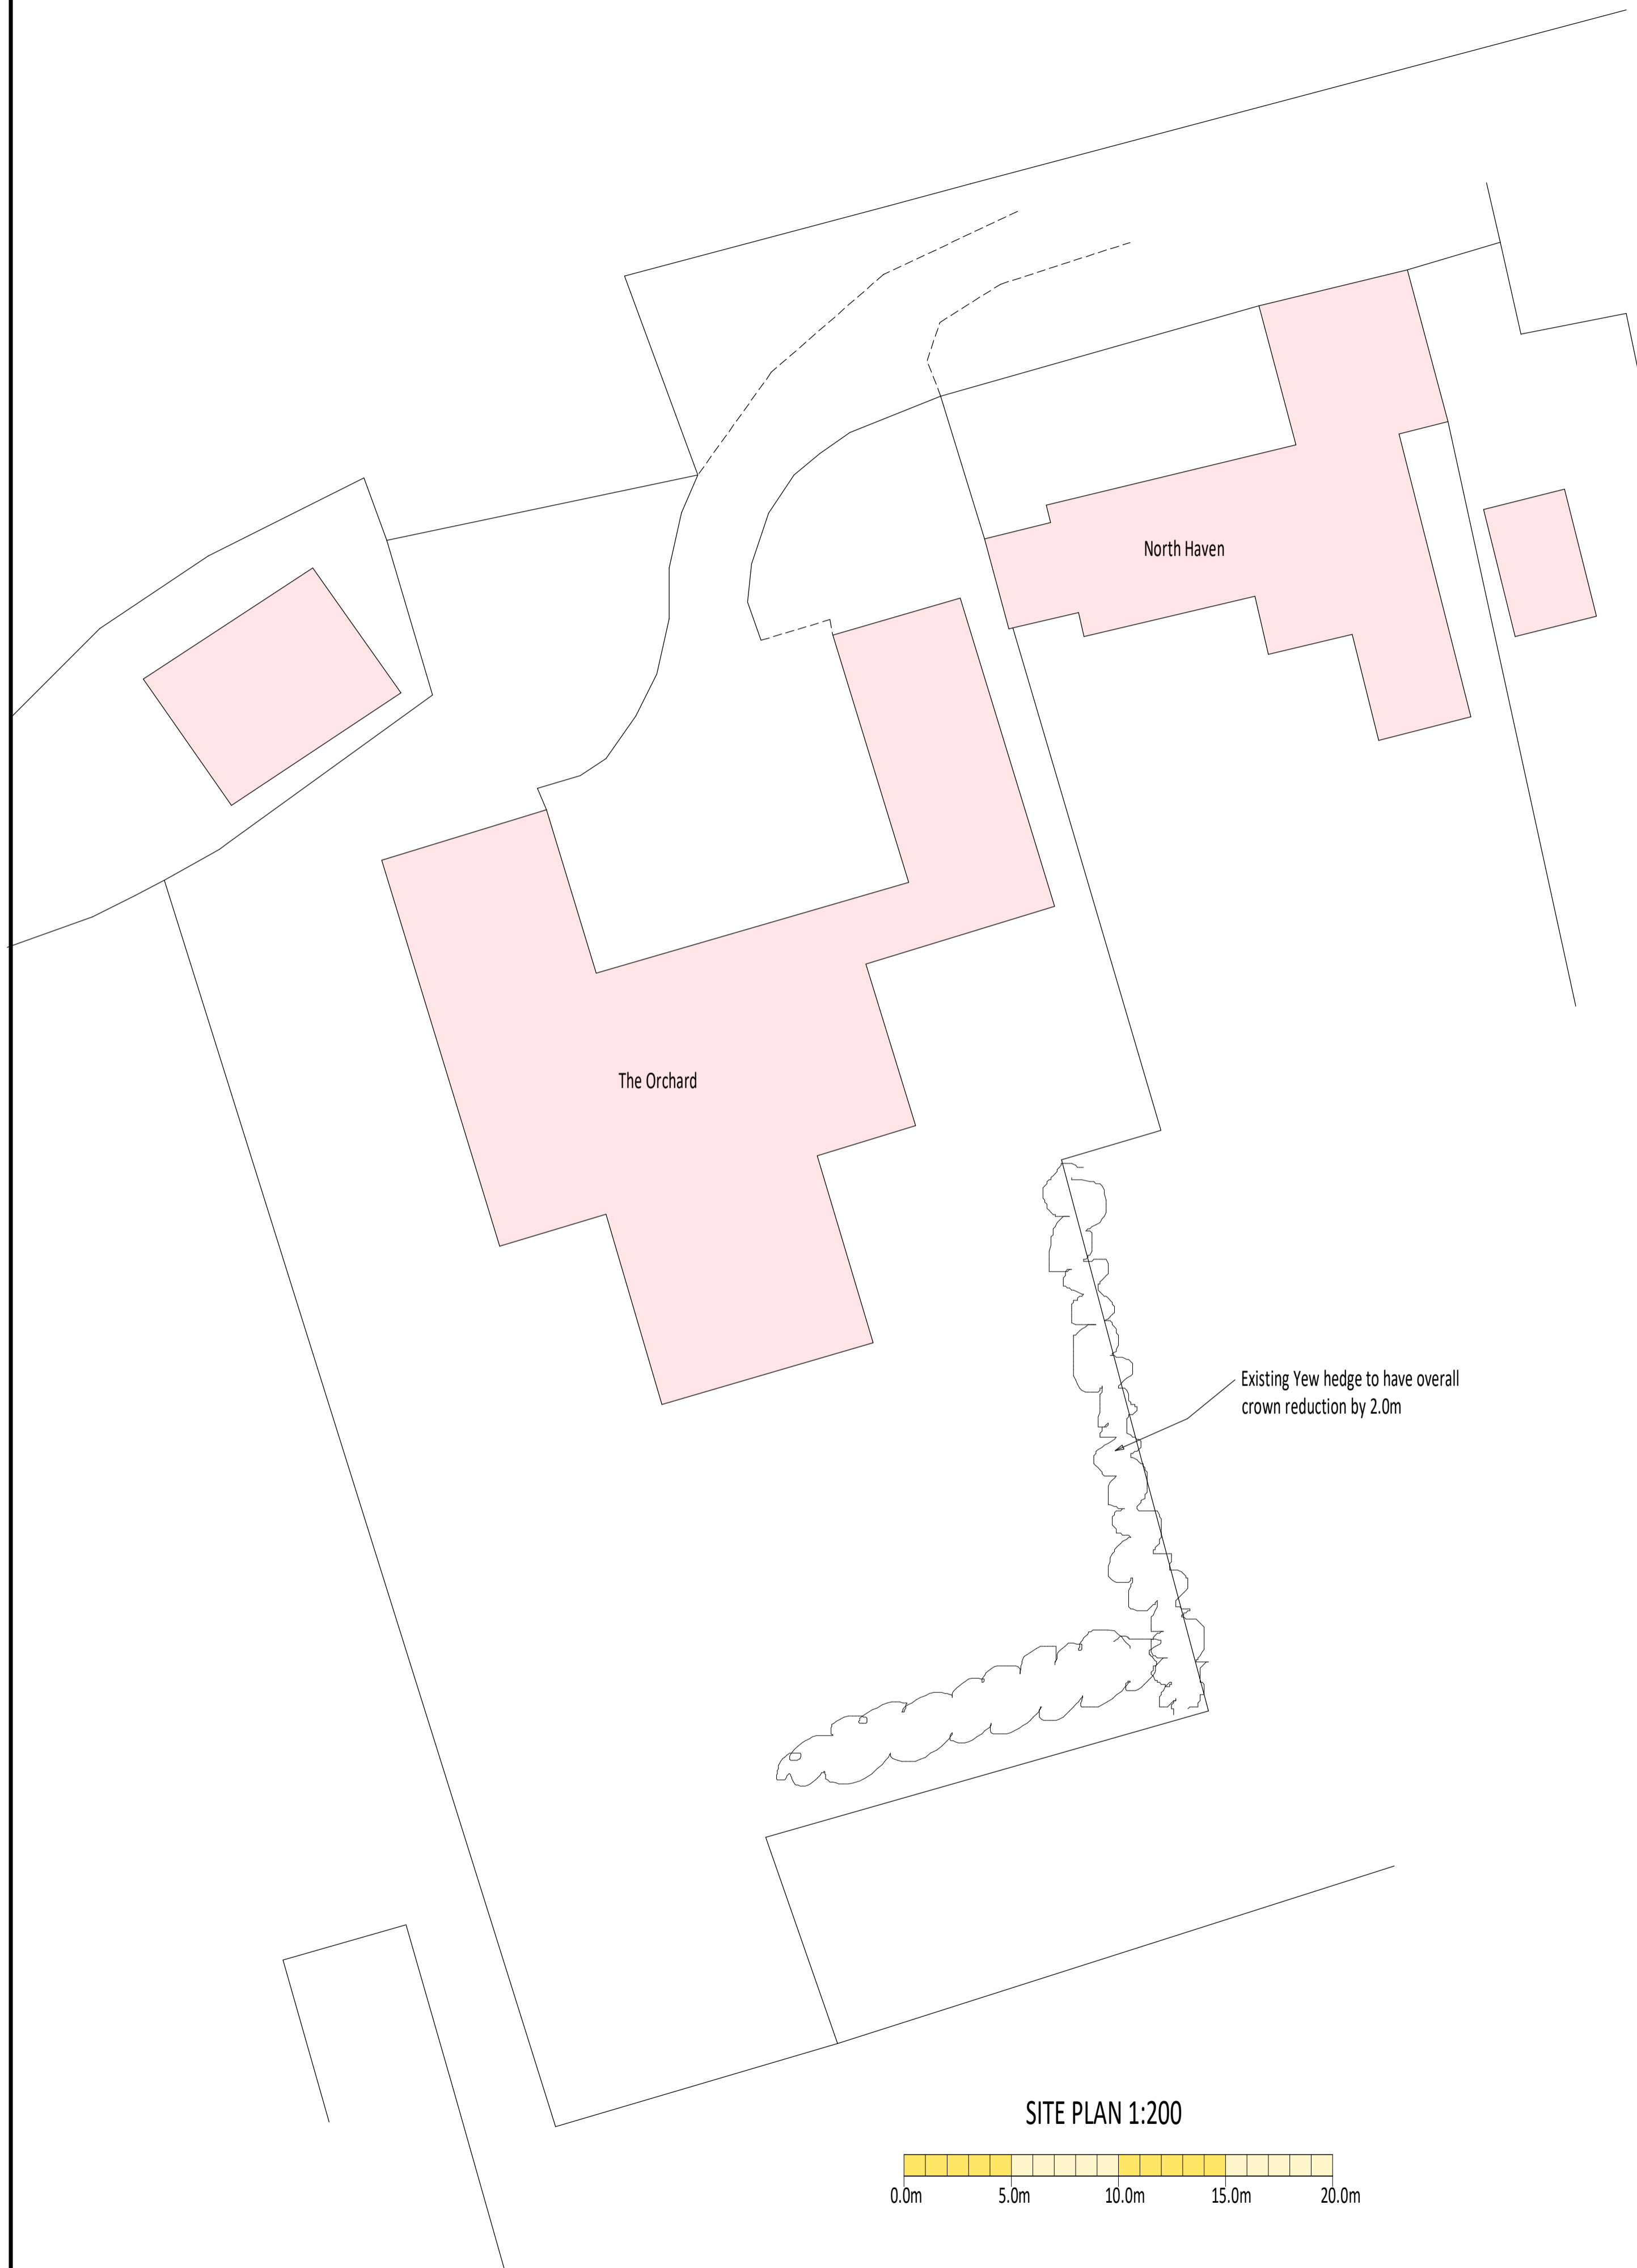 North Haven
The Orchard
Existing Yew hedge to have overall
crown reduction by 2.0m
SITE PLAN 1:200
0.0m 5.0m 10.0m 15.0m 20.0m